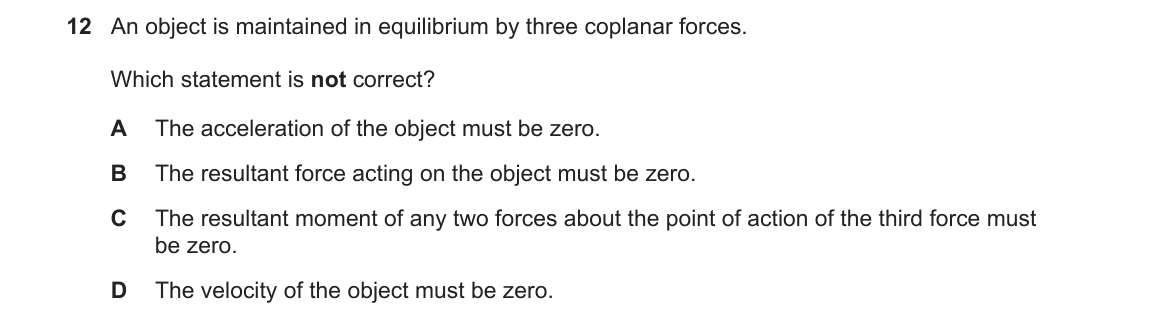 12 An object is maintained in equilibrium by three coplanar forces.
Which statement is not correct?
A The acceleration of the object must be zero.
B The resultant force acting on the object must be zero.
C The resultant moment of any two forces about the point of action of the third force must
be zero.
D The velocity of the object must be zero.